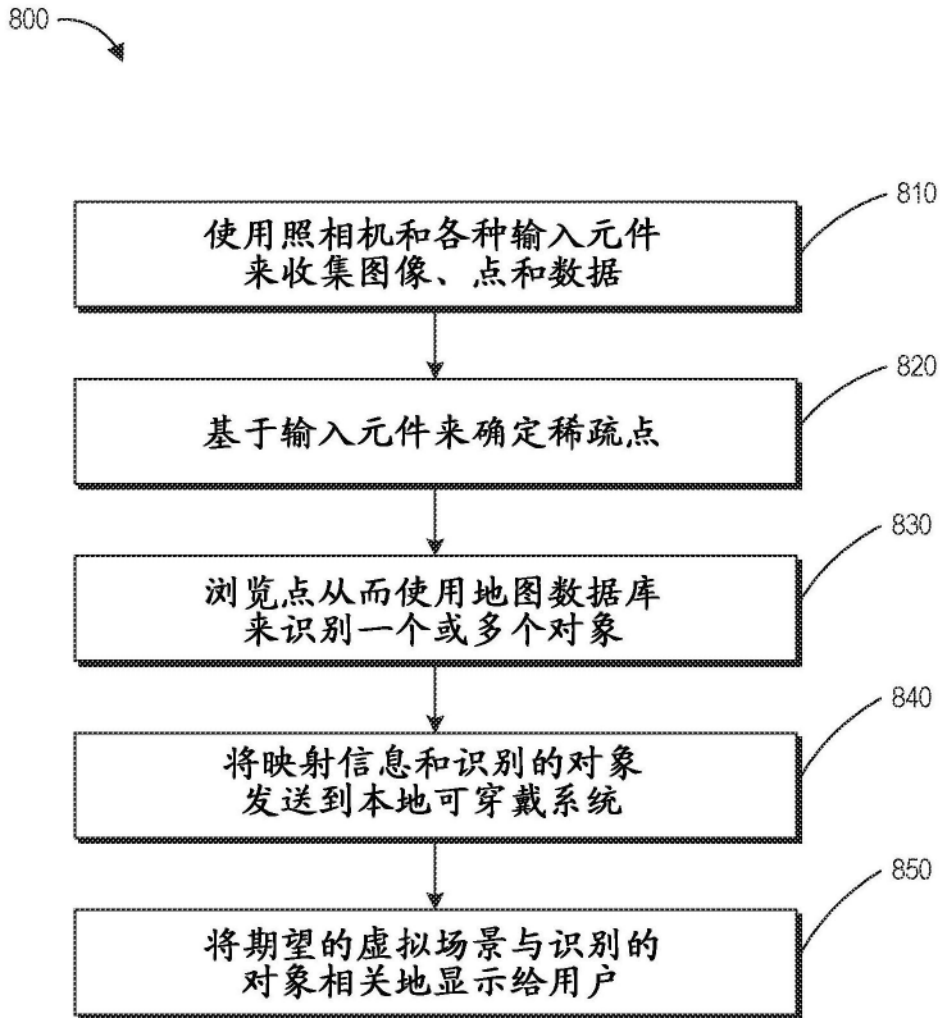 800
810
使用照相机和各种输入元件
来收集图像、点和数据
820
基于输入元件来确定稀疏点
830
浏览点从而使用地图数据库
来识别一个或多个对象
840
将映射信息和识别的对象
发送到本地可穿戴系统
850
将期望的虚拟场景与识别的
对象相关地显示给用户